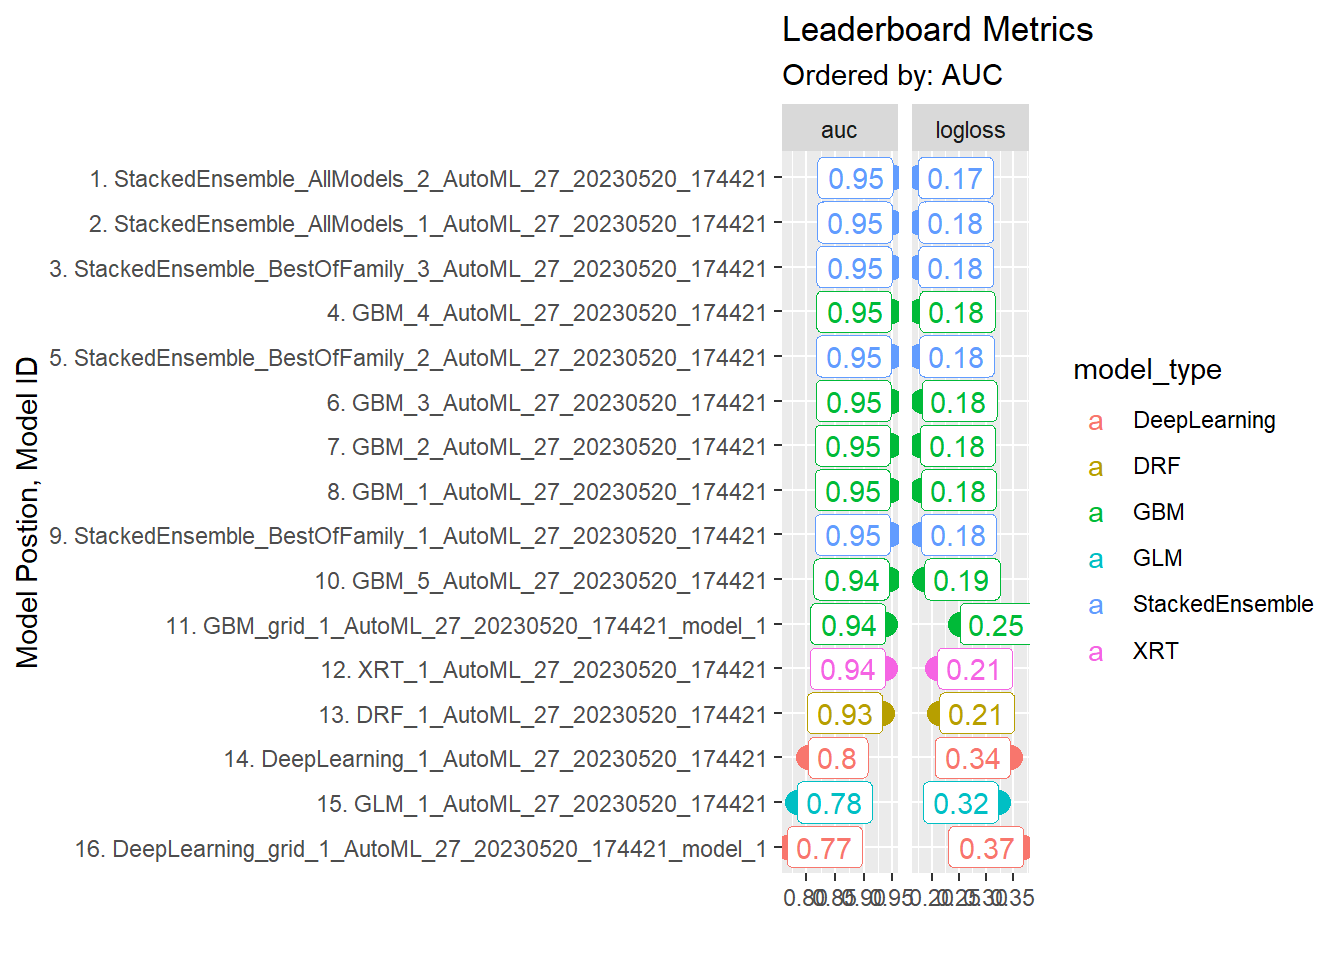 Leaderboard Metrics
Ordered by: AUC
auc logloss
1. StackedEnsemble_AllModels_2_AutoML_27_20230520_174421 0.95 0.17
2. StackedEnsemble_AllModels_1_AutoML_27_20230520_174421 0.95 0.18
3. StackedEnsemble_BestOfFamily_3_AutoML_27_20230520_174421 0.95 0.18
4. GBM_4_AutoML_27_20230520_174421 0.95 0.18
5. StackedEnsemble_BestOfFamily_2_AutoML_27_20230520_174421 0.95 0.18
6. GBM_3_AutoML_27_20230520_174421 0.95 0.18
7. GBM_2_AutoML_27_20230520_174421 0.95 0.18
8. GBM_1_AutoML_27_20230520_174421 0.95 0.18
9. StackedEnsemble_BestOfFamily_1_AutoML_27_20230520_174421 0.95 0.18
10. GBM_5_AutoML_27_20230520_174421 0.94 0.19
11. GBM_grid_1_AutoML_27_20230520_174421_model_1 0.94 0.25
12. XRT_1_AutoML_27_20230520_174421 0.94 0.21
13. DRF_1_AutoML_27_20230520_174421 0.93 0.21
14. DeepLearning_1_AutoML_27_20230520_174421 0.8 0.34
15. GLM_1_AutoML_27_20230520_174421 0.78 0.32
16. DeepLearning_grid_1_AutoML_27_20230520_174421_model_1 0.77 0.37
0.80 0.85 0.90 0.95 0.20 0.25 0.30 0.35
Model Postion, Model ID
model_type
a DeepLearning
a DRF
a GBM
a GLM
a StackedEnsemble
a XRT